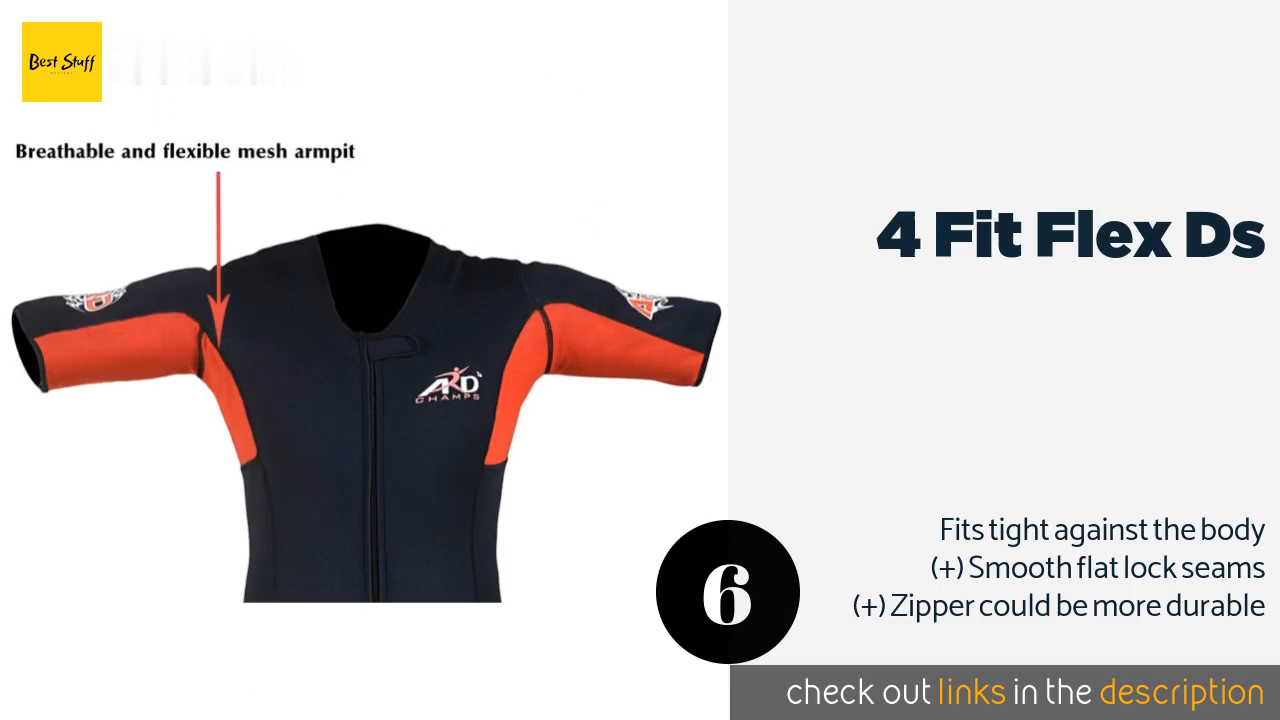 Best Stuff
Breathable and flexible mesh armpit
4 Fit Flex Ds
ARD
CHAMPS
Fits tight against the body
(+) Smooth flat lock seams
(+) Zipper could be more durable
6
check out links in the description